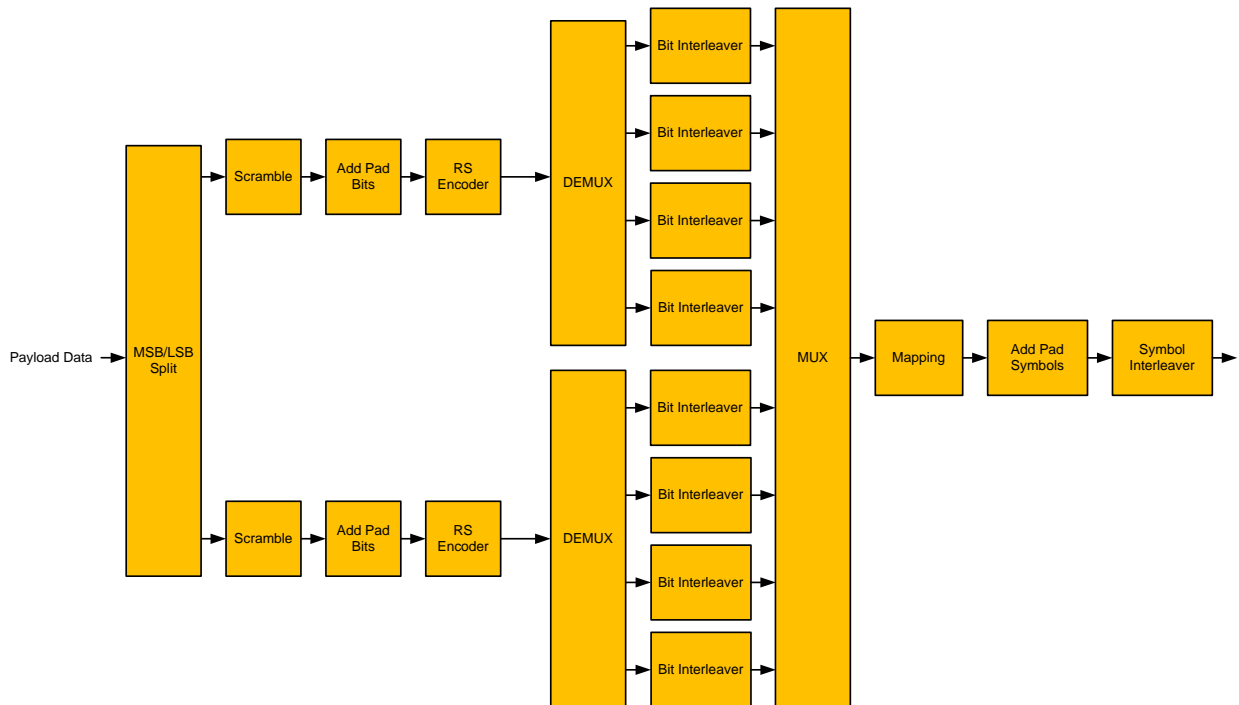 Payload Data
MSB/LSB
Split
Scramble
Add Pad
Bits
RS
Encoder
DEMUX
Bit Interleaver
Bit Interleaver
Bit Interleaver
Bit Interleaver
Scramble
Add Pad
Bits
RS
Encoder
DEMUX
Bit Interleaver
Bit Interleaver
Bit Interleaver
Bit Interleaver
MUX
Mapping
Add Pad
Symbols
Symbol
Interleaver